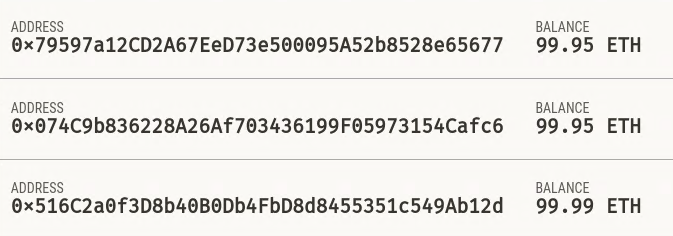 ADDRESS BALANCE
0x79597a12CD2A67EeD73e500095A52b8528e65677 99.95 ETH
ADDRESS BALANCE
0x074C9b836228A26Af703436199F05973154Cafc6 99.95 ETH
ADDRESS BALANCE
0x516C2a0f3D8b40B0Db4FbD8d8455351c549Ab12d 99.99 ETH